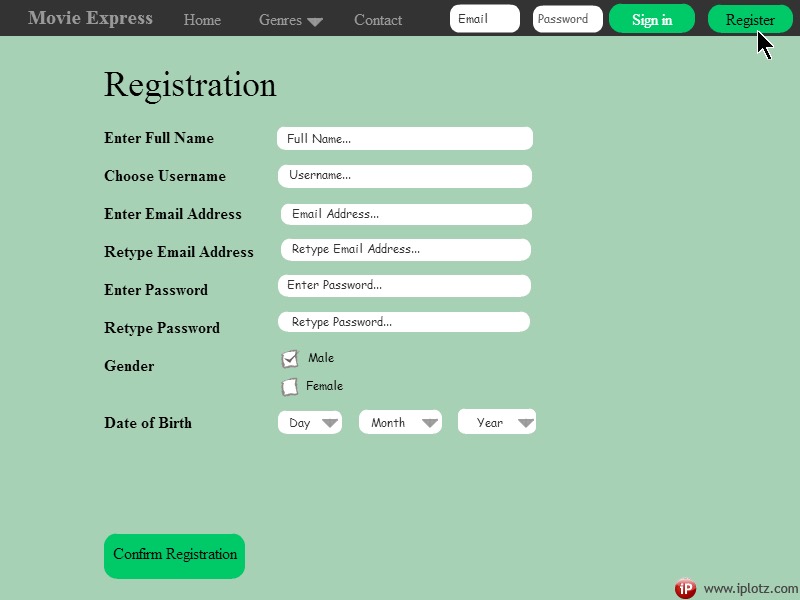 Movie Express Home Genres Contact Email Password Sign in Register
Registration
Enter Full Name Full Name...
Choose Username Username...
Enter Email Address Email Address...
Retype Email Address Retype Email Address...
Enter Password Enter Password...
Retype Password Retype Password...
Gender Male
Female
Date of Birth Day Month Year
Confirm Registration
iP www.iplotz.com